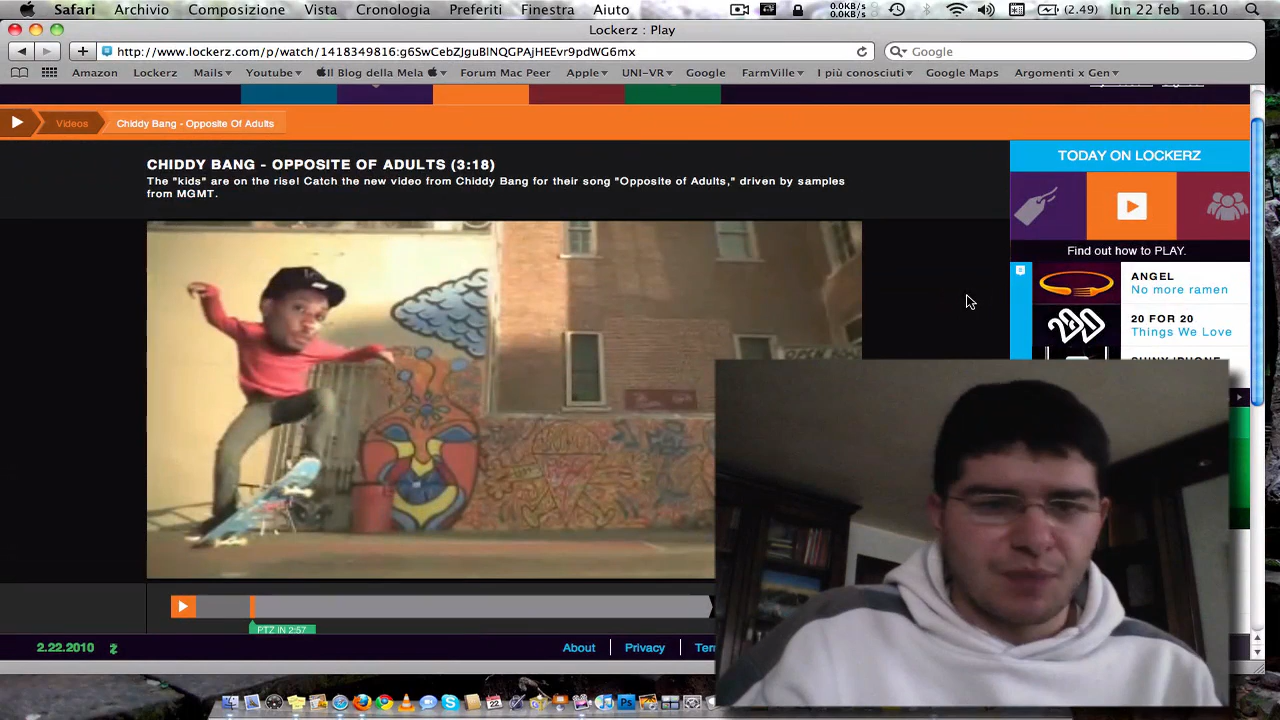 Safari Archivio Composizione Vista Cronologia Preferiti Finestra Aiuto 0.0KB/s 0.0KB/s (2.49) lun 22 feb 16.10
Lockerz : Play
http://www.lockerz.com/p/watch/1418349816:g6SwCebZJguBlNQGPAjHEEvr9pdWG6mx
Google
Amazon Lockerz Mails Youtube Il Blog della Mela Forum Mac Peer Apple UNI-VR Google FarmVille I più conosciuti Google Maps Argomenti x Gen
Videos
Chiddy Bang - Opposite Of Adults
CHIDDY BANG - OPPOSITE OF ADULTS (3:18)
The "kids" are on the rise! Catch the new video from Chiddy Bang for their song "Opposite of Adults," driven by samples
from MGMT.
TODAY ON LOCKERZ
Find out how to PLAY.
ANGEL
No more ramen
20 FOR 20
Things We Love
SHINY IPHONE
PTZ IN 2:57
2.22.2010
About
Privacy